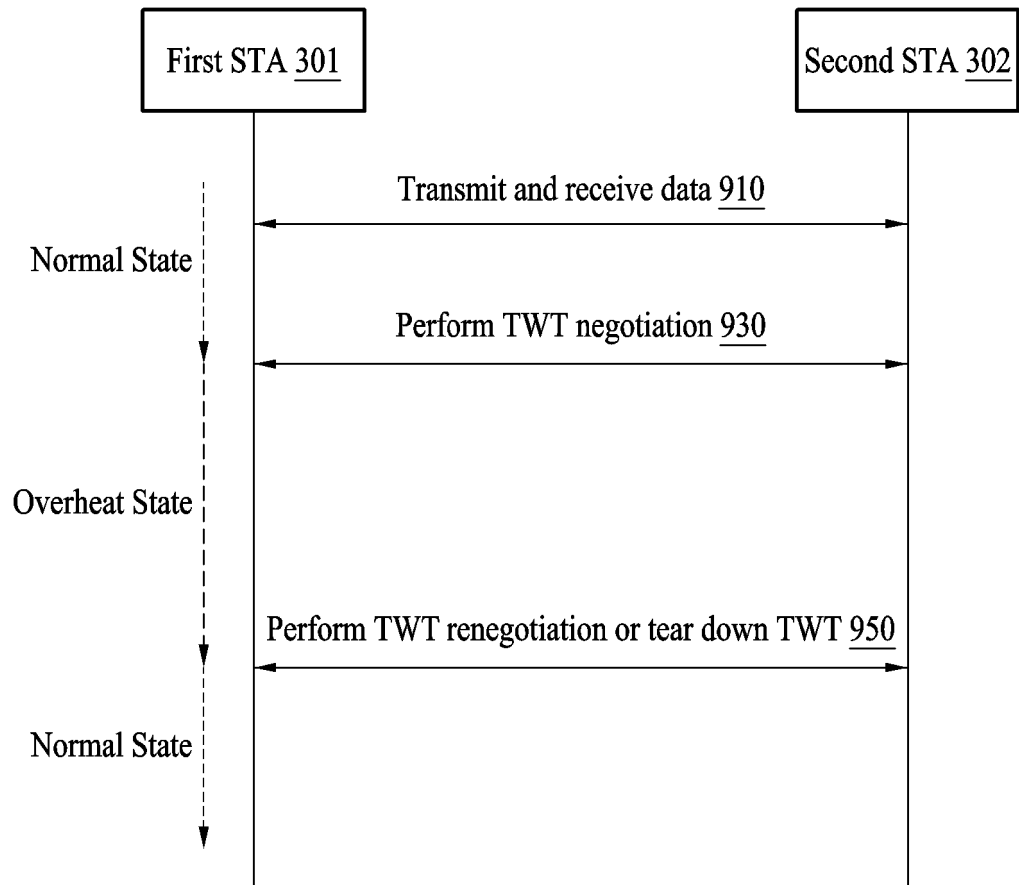 First STA 301
Second STA 302
Transmit and receive data 910
Normal State
Perform TWT negotiation 930
Overheat State
Perform TWT renegotiation or tear down TWT 950
Normal State